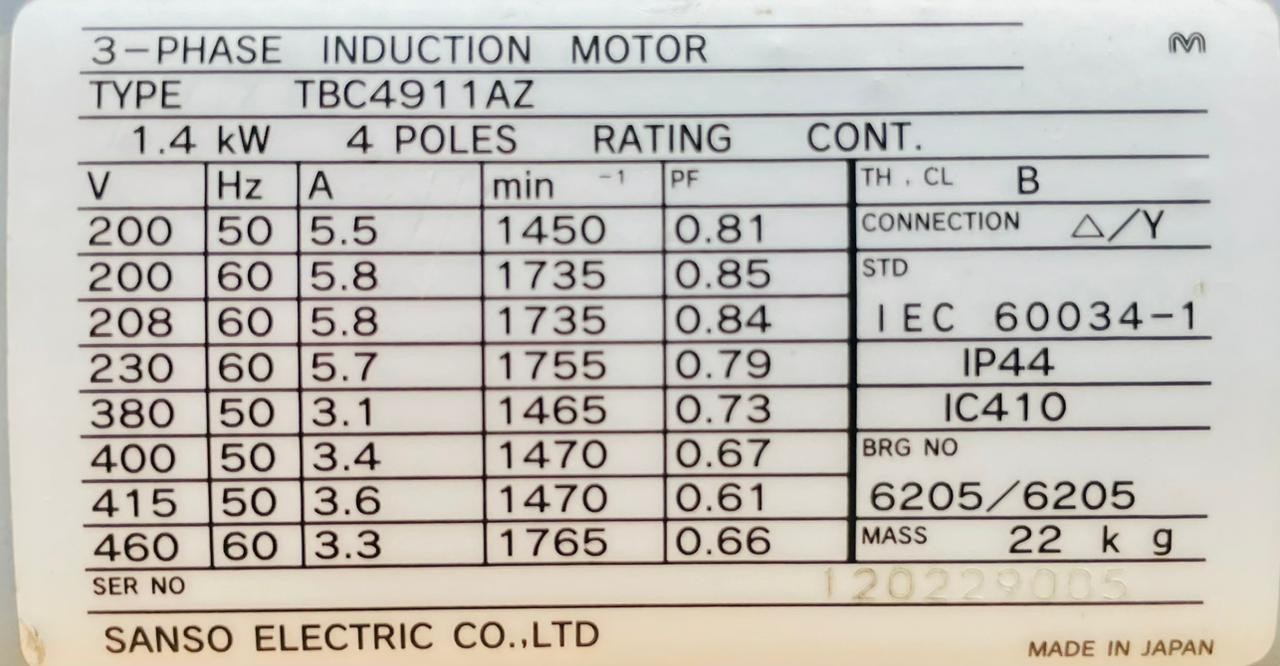 3-PHASE INDUCTION MOTOR
TYPE TBC4911AZ
1.4 kW 4 POLES RATING CONT.
V Hz A min⁻¹ PF
200 50 5.5 1450 0.81
200 60 5.8 1735 0.85
208 60 5.8 1735 0.84
230 60 5.7 1755 0.79
380 50 3.1 1465 0.73
400 50 3.4 1470 0.67
415 50 3.6 1470 0.61
460 60 3.3 1765 0.66
TH . CL B
CONNECTION △/Y
STD
IEC 60034-1
IP44
IC410
BRG NO
6205/6205
MASS 22 kg
SER NO 120229005
SANSO ELECTRIC CO.,LTD
MADE IN JAPAN